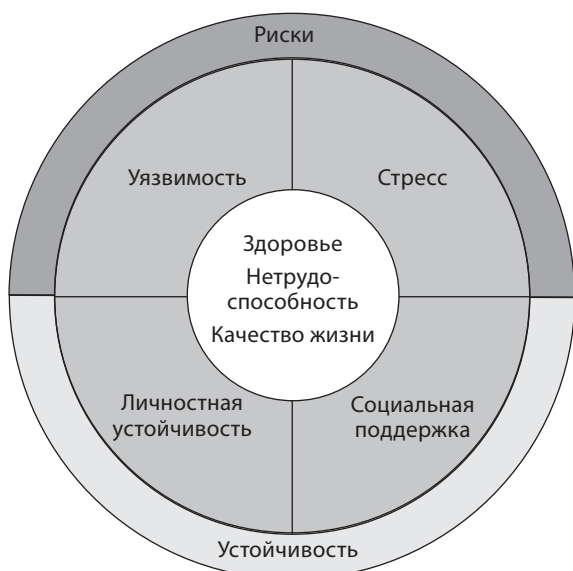 Риски
Уязвимость
Стресс
Здоровье
Нетрудо-
способность
Качество жизни
Личностная
устойчивость
Социальная
поддержка
Устойчивость